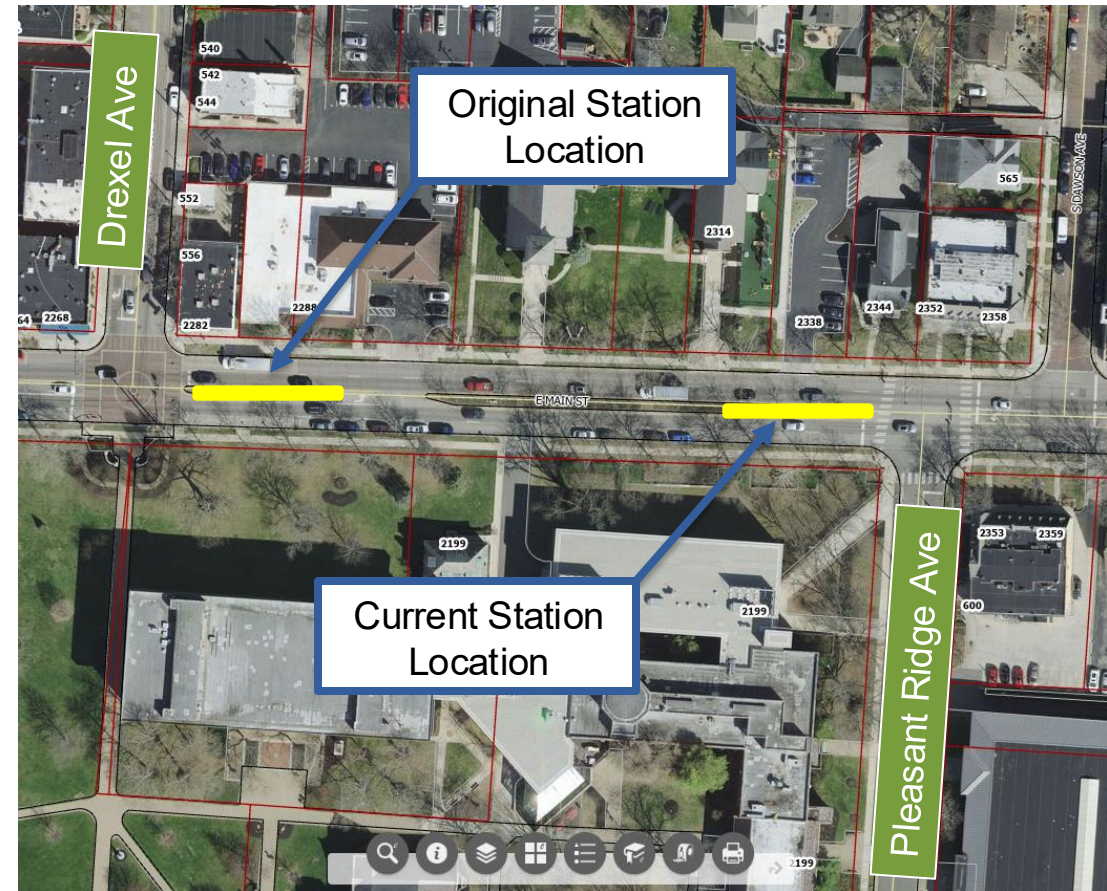 Drexel Ave
540
542
544
Original Station
Location
S DAWSON AVE
565
552
556
2314
2288
2282
2338
2344
2352
2358
64
2268
E MAIN ST
2199
2353
2359
Current Station
Location
2199
600
Pleasant Ridge Ave
2199